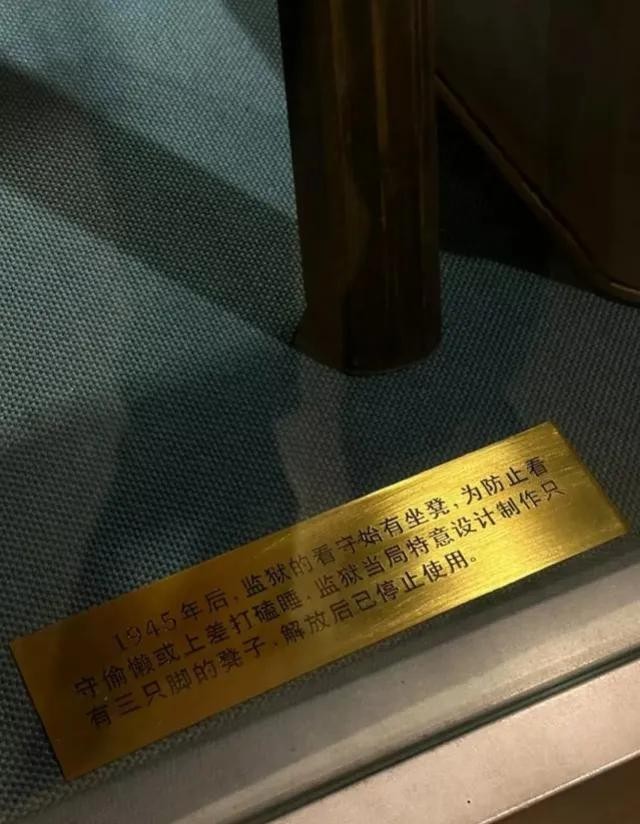 1945年后，监狱的看守始有坐凳，为防止看
守偷懒或上差打磕睡，监狱当局特意设计制作只
有三只脚的凳子，解放后已停止使用。